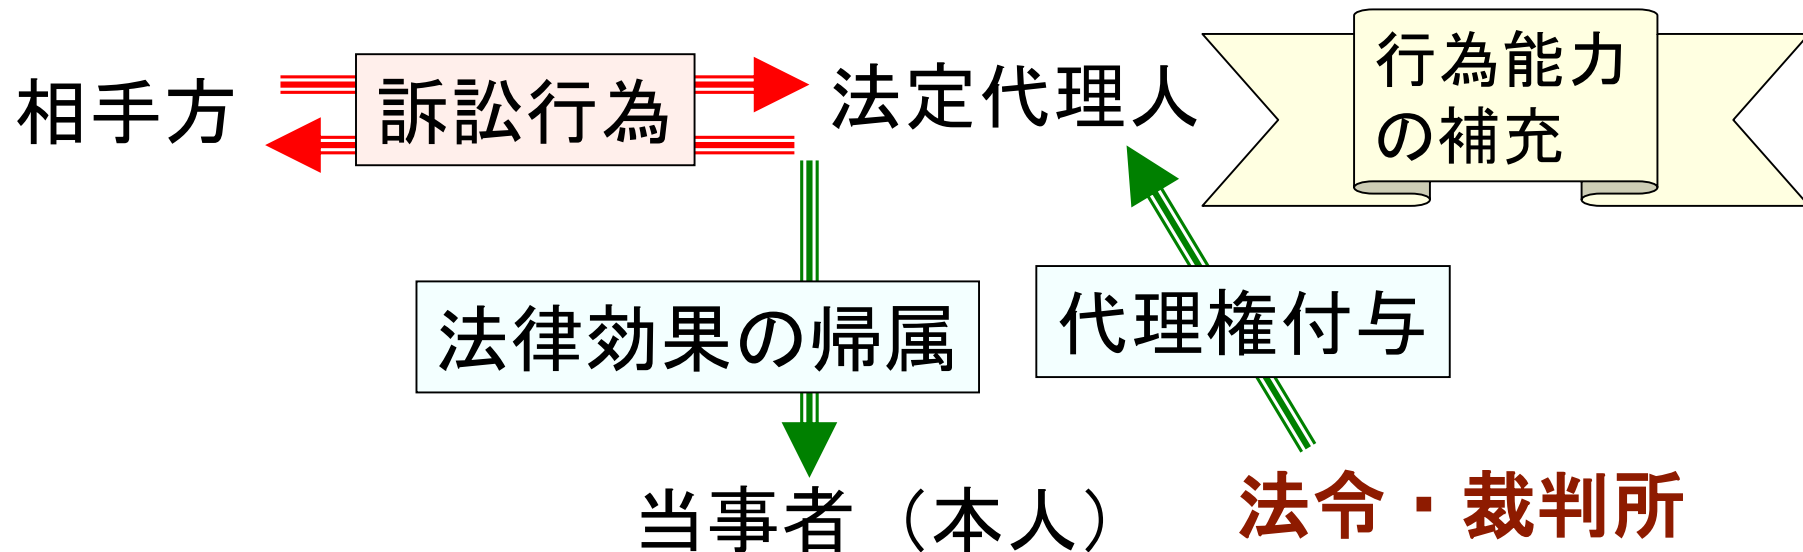 相手方
訴訟行為
法定代理人
行為能力
の補充
法律効果の帰属
代理権付与
当事者（本人）
法令・裁判所